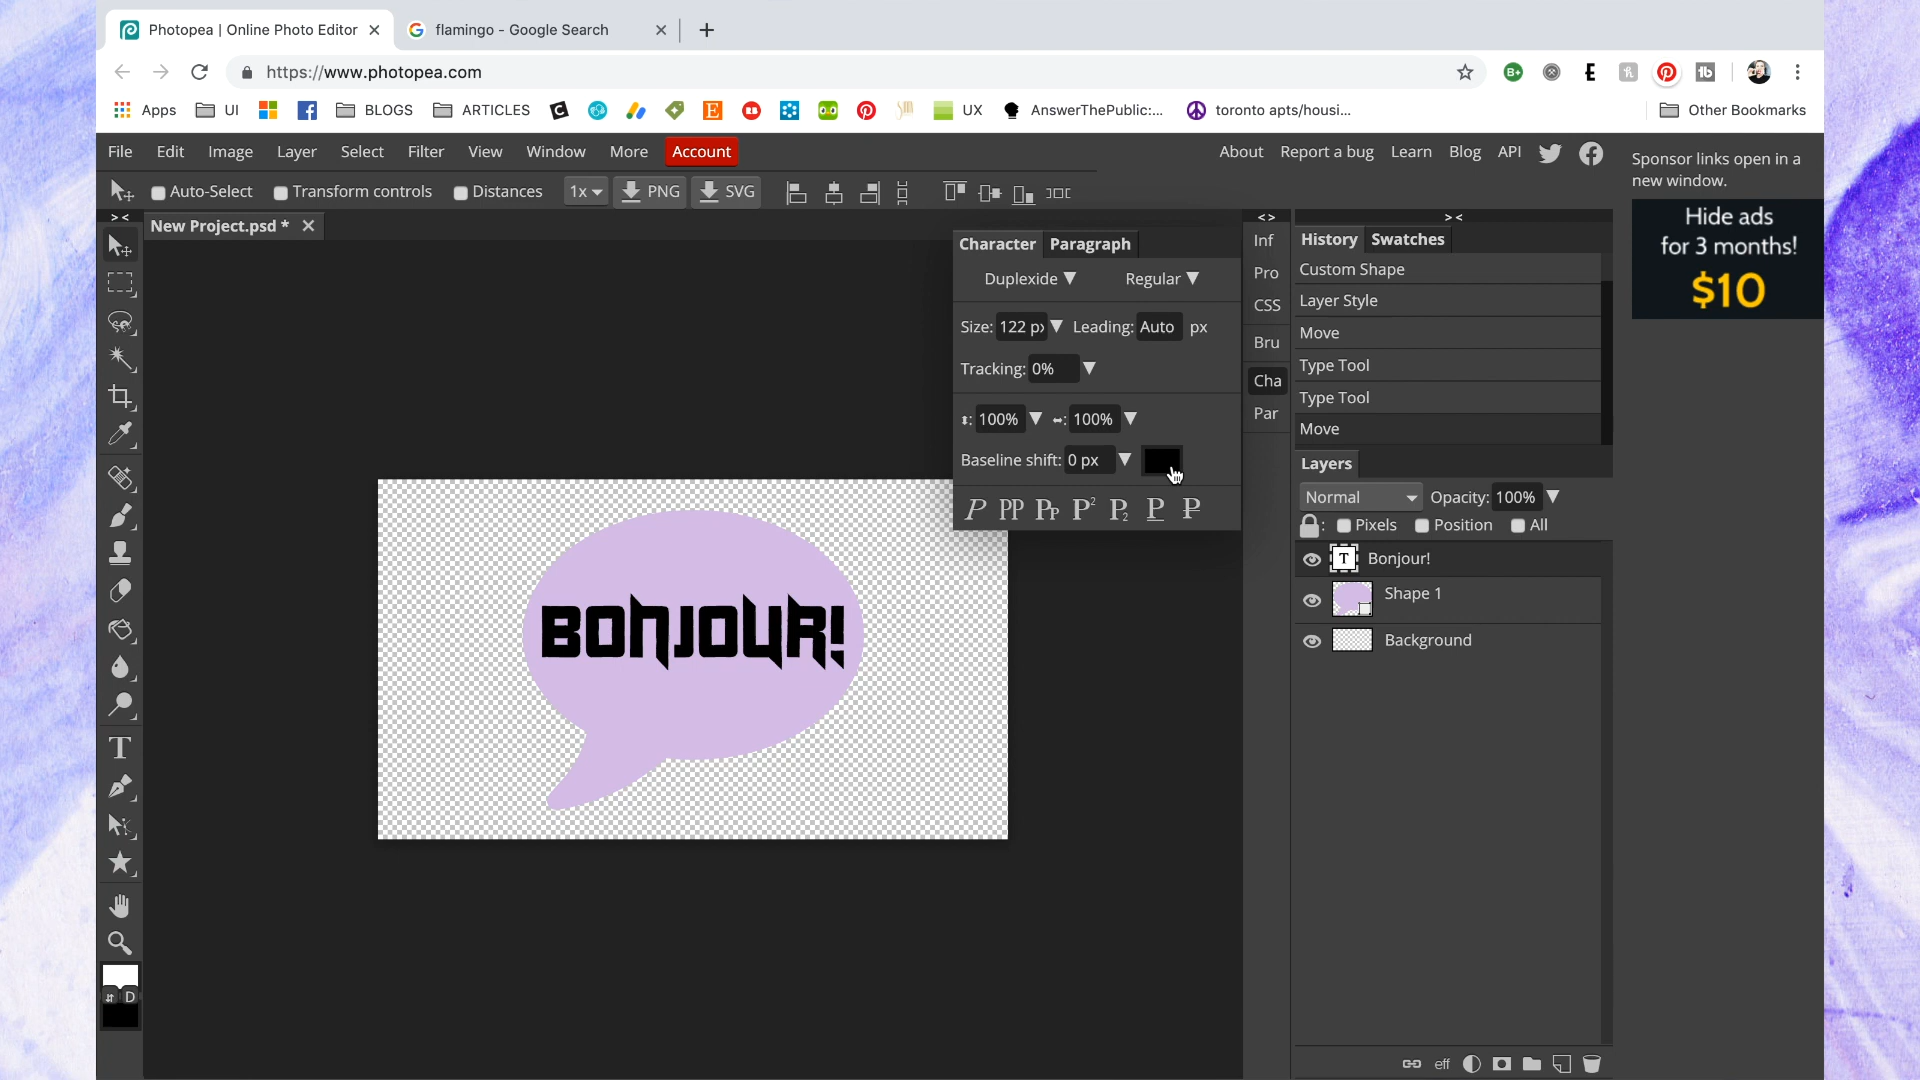 Photopea | Online Photo Editor
flamingo - Google Search
https://www.photopea.com
Apps UI BLOGS ARTICLES UX AnswerThePublic:... toronto apts/housi... Other Bookmarks
File Edit Image Layer Select Filter View Window More Account
About Report a bug Learn Blog API
Sponsor links open in a
new window.
Hide ads
for 3 months!
$10
Auto-Select Transform controls Distances 1x PNG SVG
New Project.psd *
Character Paragraph
Duplexide Regular
Size: 122 px Leading: Auto px
Tracking: 0%
100% 100%
Baseline shift: 0 px
P PP Pp P² P₂ P P
Inf
Pro
CSS
Bru
Cha
Par
History Swatches
Custom Shape
Layer Style
Move
Type Tool
Type Tool
Move
Layers
Normal Opacity: 100%
Pixels Position All
T Bonjour!
Shape 1
Background
BONJOUR!
T
D
eff